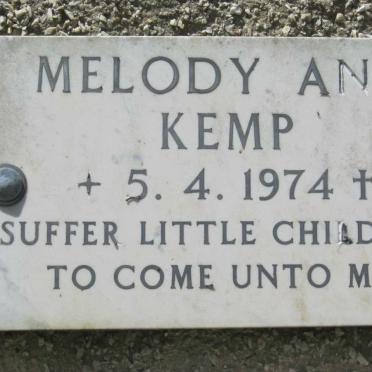 MELODY AN
KEMP
+ 5. 4. 1974 †
SUFFER LITTLE CHILD
TO COME UNTO M